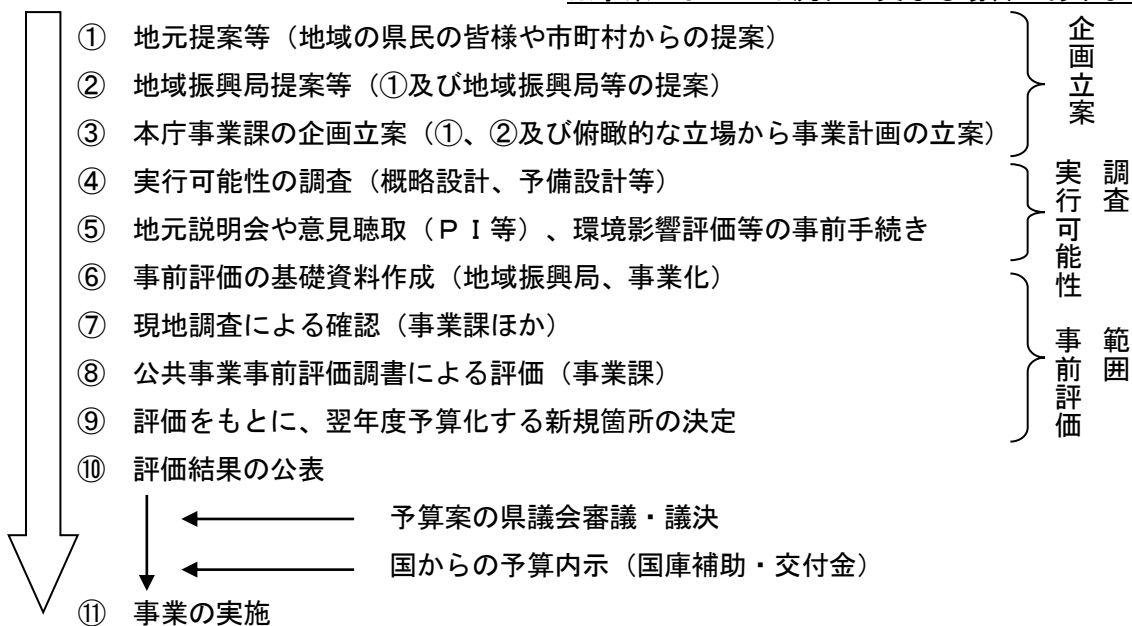 ① 地元提案等（地域の県民の皆様や市町村からの提案）
② 地域振興局提案等（①及び地域振興局等の提案）
③ 本庁事業課の企画立案（①、②及び俯瞰的な立場から事業計画の立案）
企画立案
④ 実行可能性の調査（概略設計、予備設計等）
⑤ 地元説明会や意見聴取（ＰＩ等）、環境影響評価等の事前手続き
実行可能性
調査
⑥ 事前評価の基礎資料作成（地域振興局、事業化）
⑦ 現地調査による確認（事業課ほか）
⑧ 公共事業事前評価調書による評価（事業課）
⑨ 評価をもとに、翌年度予算化する新規箇所の決定
事前評価
範囲
⑩ 評価結果の公表
予算案の県議会審議・議決
国からの予算内示（国庫補助・交付金）
⑪ 事業の実施